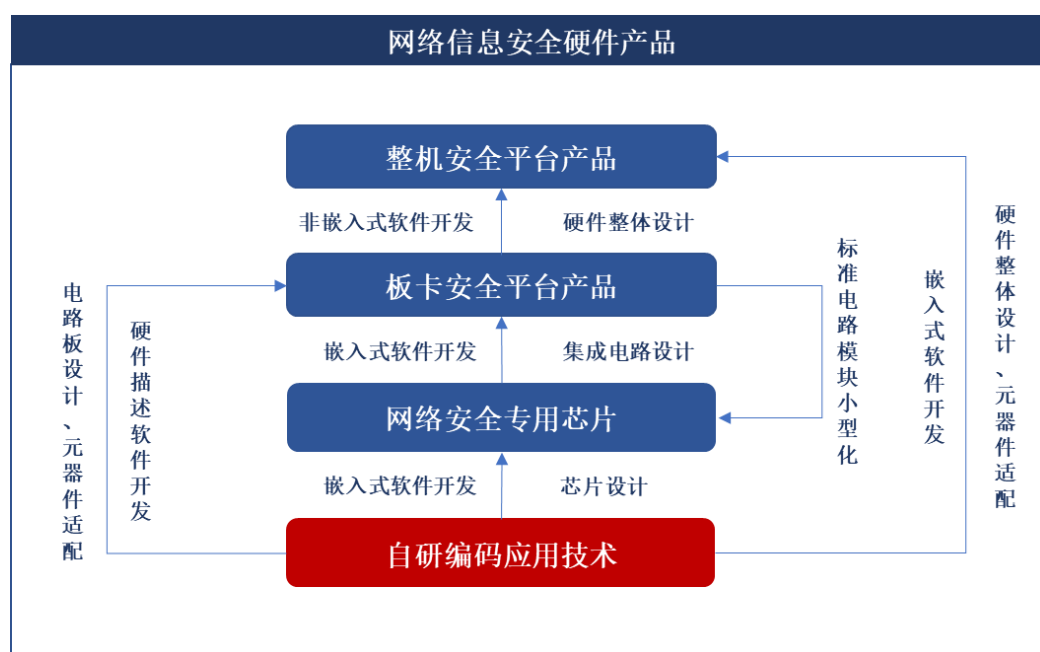 网络信息安全硬件产品
整机安全平台产品
非嵌入式软件开发
硬件整体设计
板卡安全平台产品
嵌入式软件开发
集成电路设计
网络安全专用芯片
嵌入式软件开发
芯片设计
自研编码应用技术
电路板设计、元器件适配
硬件描述软件开发
标准电路模块小型化
嵌入式软件开发
硬件整体设计、元器件适配